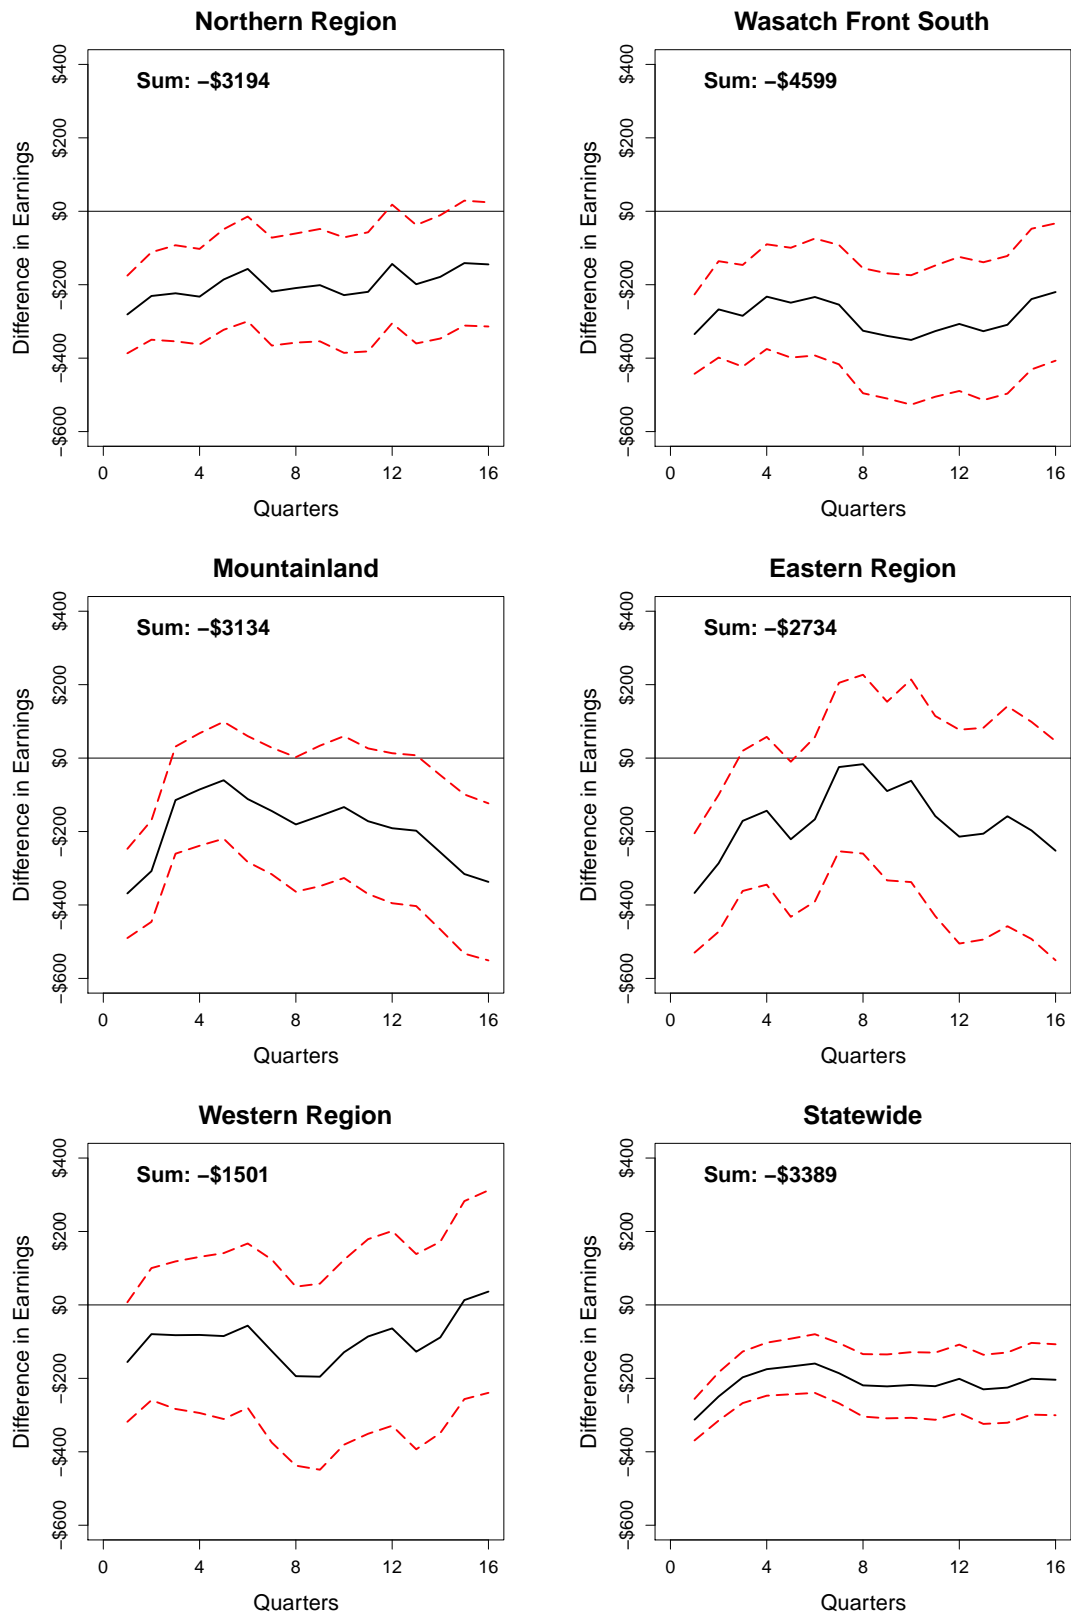 Northern Region
Sum: –$3194
Difference in Earnings
$400
$200
$0
–$200
–$400
–$600
0 4 8 12 16
Quarters
Wasatch Front South
Sum: –$4599
Difference in Earnings
$400
$200
$0
–$200
–$400
–$600
0 4 8 12 16
Quarters
Mountainland
Sum: –$3134
Difference in Earnings
$400
$200
$0
–$200
–$400
–$600
0 4 8 12 16
Quarters
Eastern Region
Sum: –$2734
Difference in Earnings
$400
$200
$0
–$200
–$400
–$600
0 4 8 12 16
Quarters
Western Region
Sum: –$1501
Difference in Earnings
$400
$200
$0
–$200
–$400
–$600
0 4 8 12 16
Quarters
Statewide
Sum: –$3389
Difference in Earnings
$400
$200
$0
–$200
–$400
–$600
0 4 8 12 16
Quarters